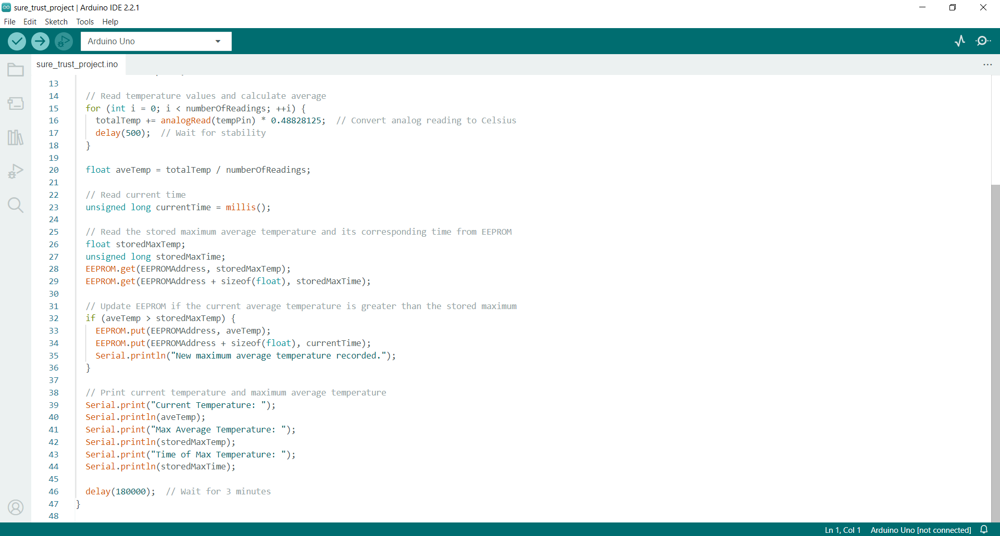 sure_trust_project | Arduino IDE 2.2.1
File Edit Sketch Tools Help
Arduino Uno
sure_trust_project.ino
13
14 // Read temperature values and calculate average
15 for (int i = 0; i < numberOfReadings; ++i) {
16 totalTemp += analogRead(tempPin) * 0.48828125; // Convert analog reading to Celsius
17 delay(500); // Wait for stability
18 }
19
20 float aveTemp = totalTemp / numberOfReadings;
21
22 // Read current time
23 unsigned long currentTime = millis();
24
25 // Read the stored maximum average temperature and its corresponding time from EEPROM
26 float storedMaxTemp;
27 unsigned long storedMaxTime;
28 EEPROM.get(EEPROMAddress, storedMaxTemp);
29 EEPROM.get(EEPROMAddress + sizeof(float), storedMaxTime);
30
31 // Update EEPROM if the current average temperature is greater than the stored maximum
32 if (aveTemp > storedMaxTemp) {
33 EEPROM.put(EEPROMAddress, aveTemp);
34 EEPROM.put(EEPROMAddress + sizeof(float), currentTime);
35 Serial.println("New maximum average temperature recorded.");
36 }
37
38 // Print current temperature and maximum average temperature
39 Serial.print("Current Temperature: ");
40 Serial.println(aveTemp);
41 Serial.print("Max Average Temperature: ");
42 Serial.println(storedMaxTemp);
43 Serial.print("Time of Max Temperature: ");
44 Serial.println(storedMaxTime);
45
46 delay(180000); // Wait for 3 minutes
47 }
48
Ln 1, Col 1 Arduino Uno [not connected]